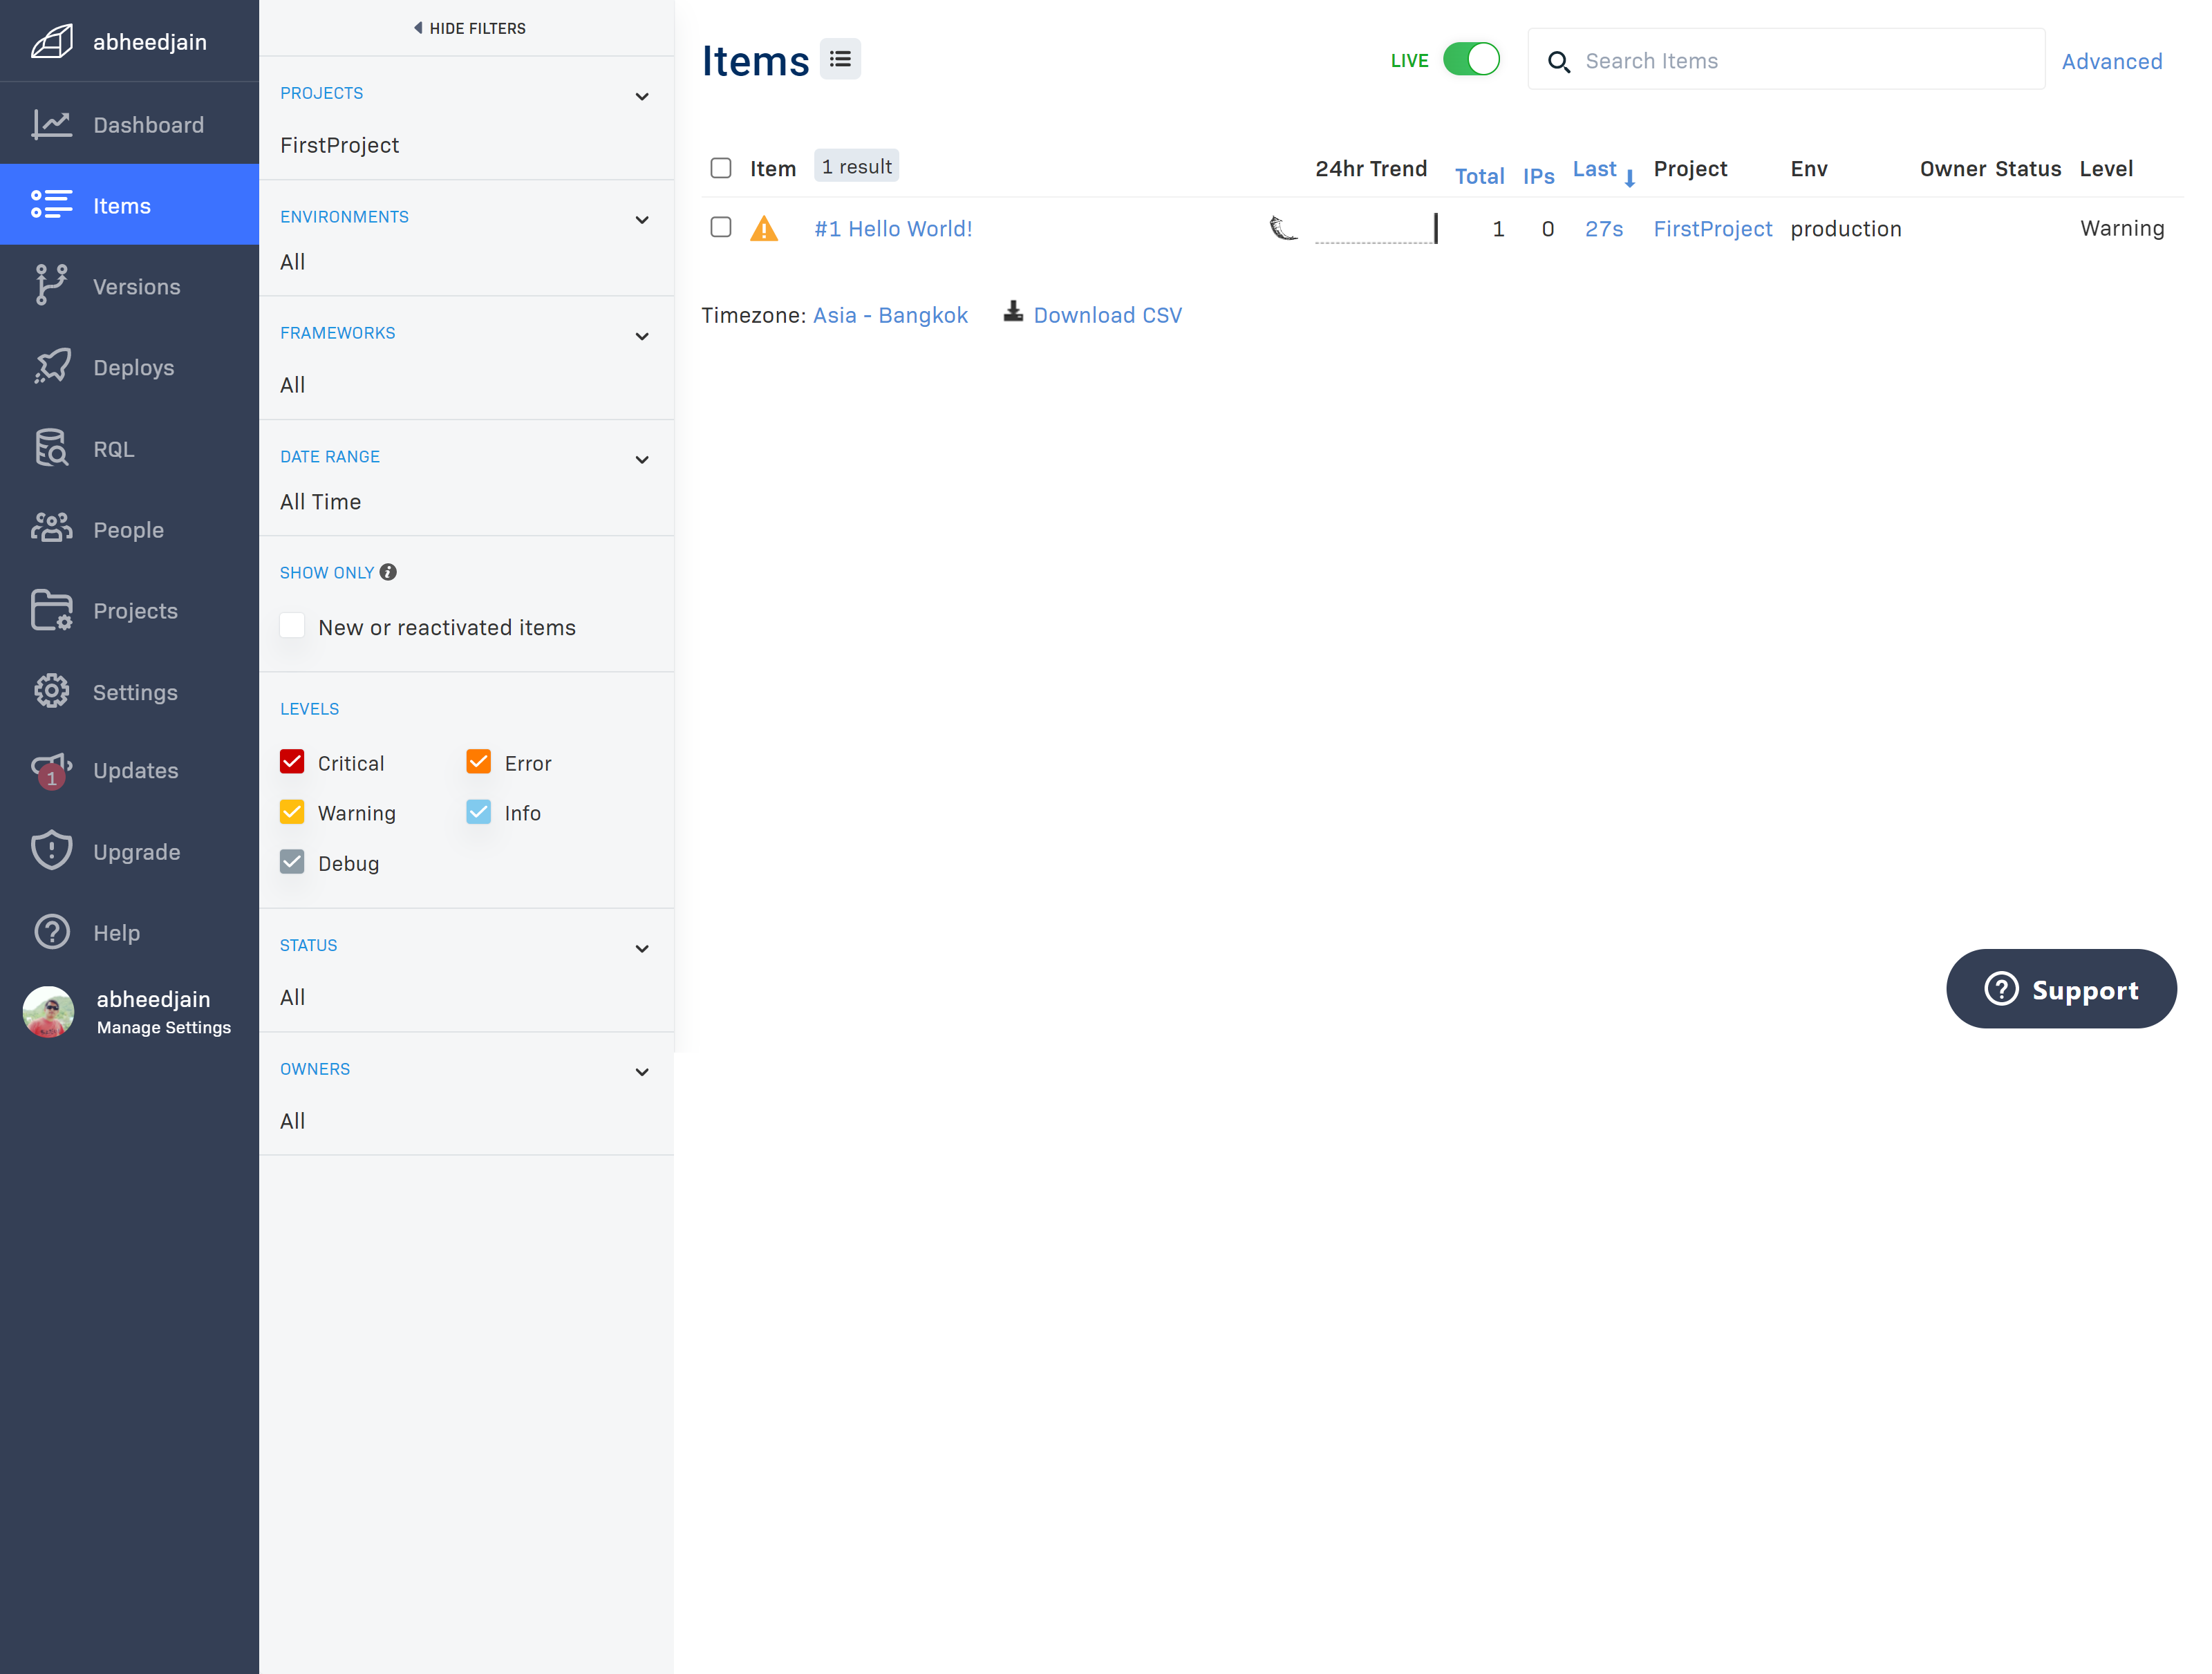 abheedjain
Dashboard
Items
Versions
Deploys
RQL
People
Projects
Settings
1
Updates
Upgrade
Help
abheedjain
Manage Settings
HIDE FILTERS
PROJECTS
FirstProject
ENVIRONMENTS
All
FRAMEWORKS
All
DATE RANGE
All Time
SHOW ONLY
New or reactivated items
LEVELS
Critical Error
Warning Info
Debug
STATUS
All
OWNERS
All
Items
LIVE
Search Items
Advanced
Item 1 result 24hr Trend Total IPs Last Project Env Owner Status Level
#1 Hello World! 1 0 27s FirstProject production Warning
Timezone: Asia - Bangkok Download CSV
Support